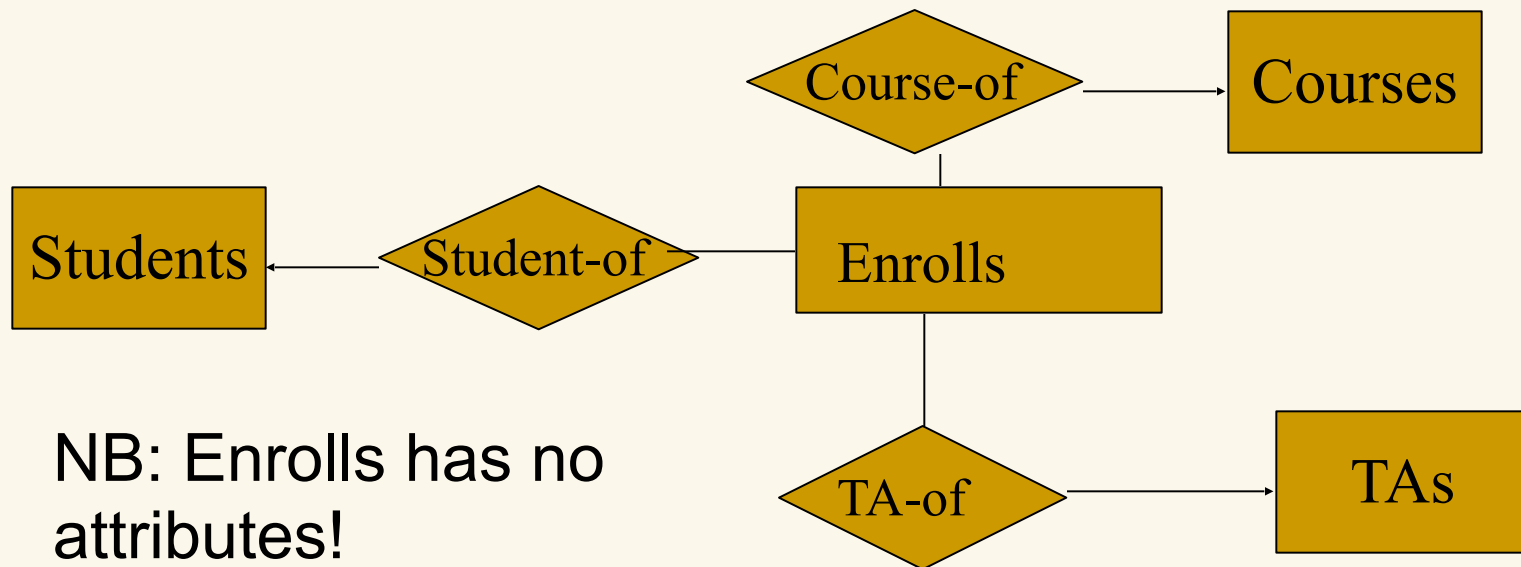 Course-of
Courses
Students
Student-of
Enrolls
NB: Enrolls has no
attributes!
TA-of
TAs